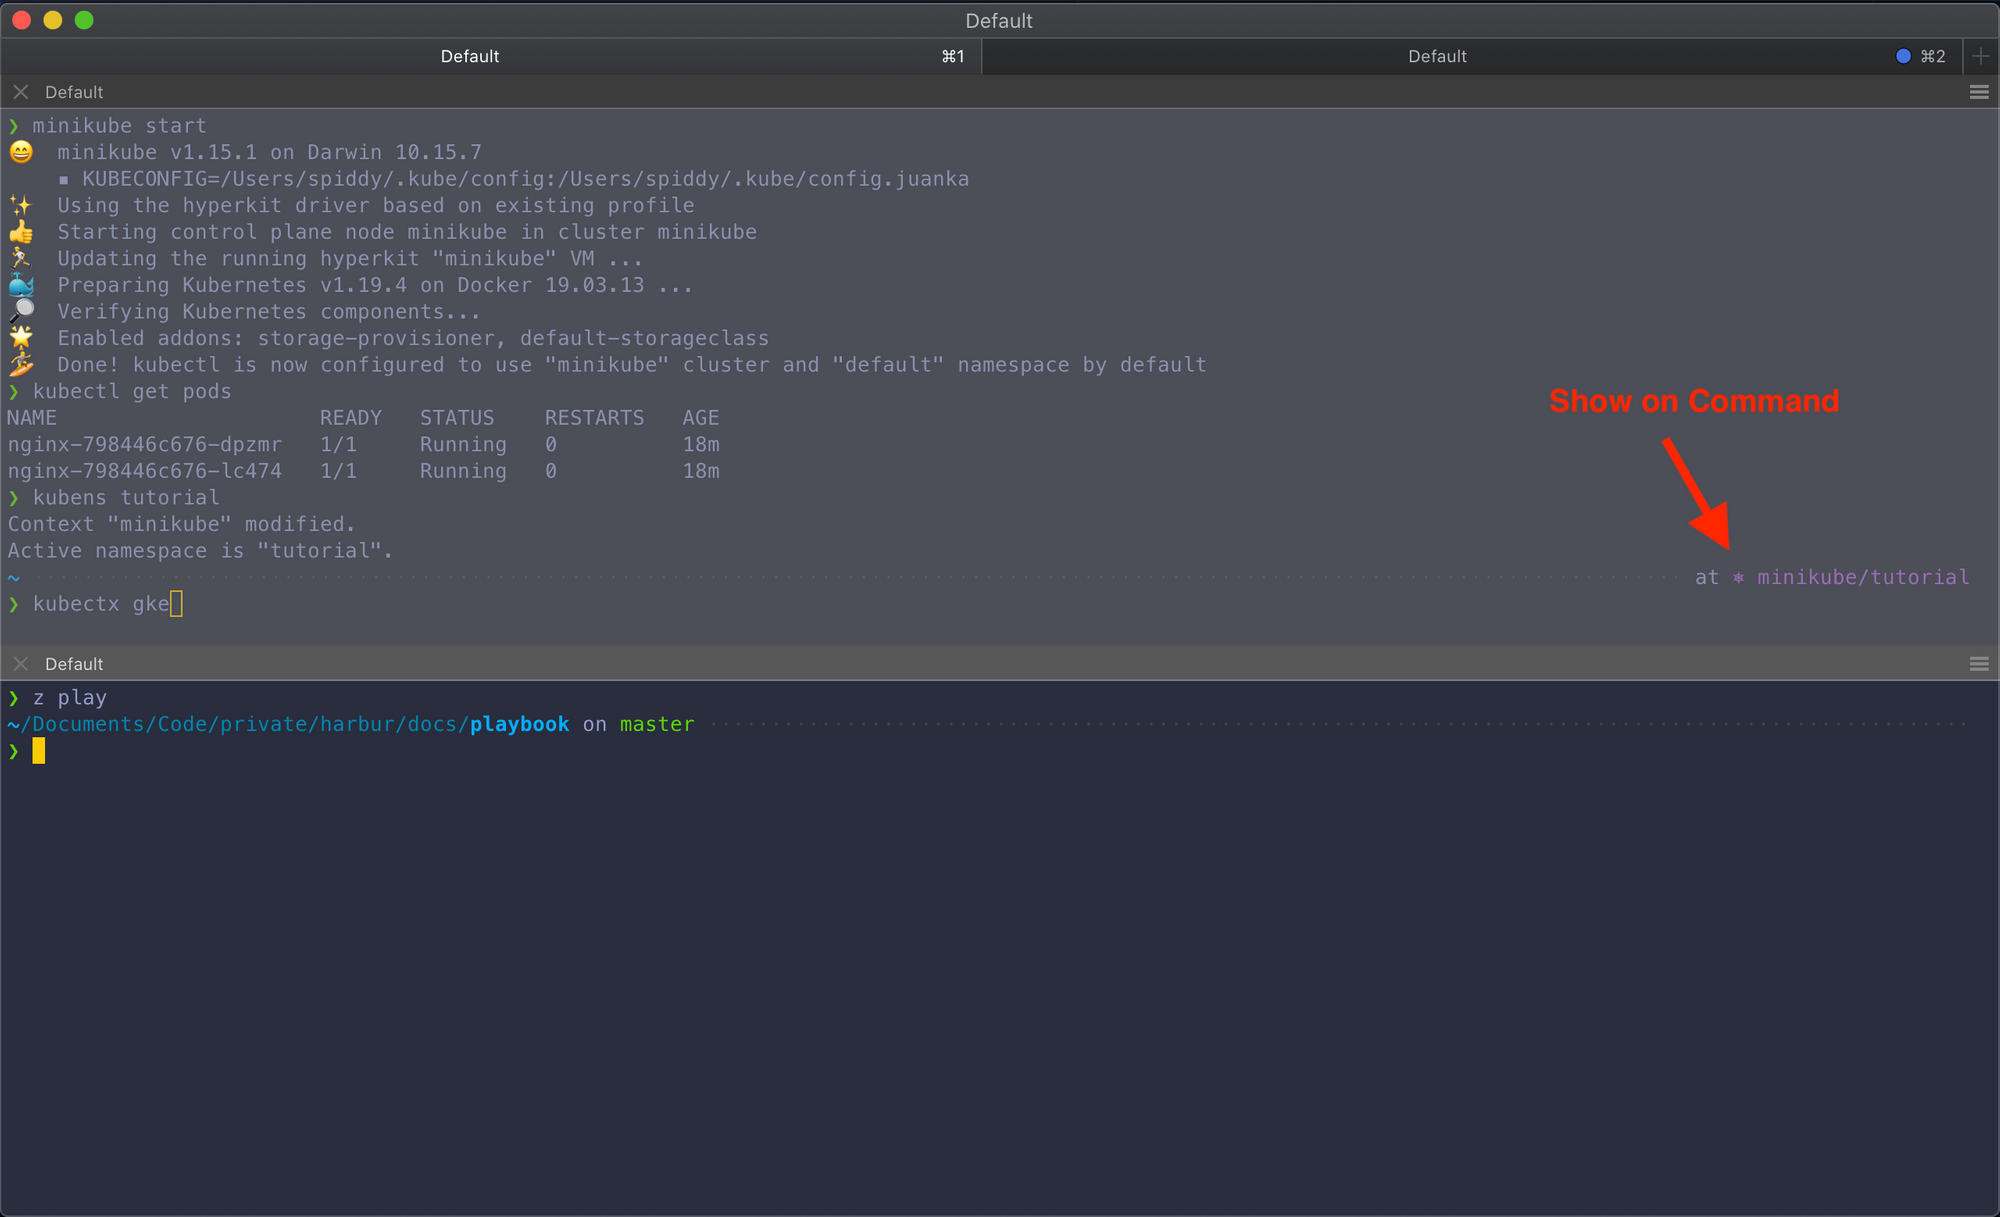 Default
Default ⌘1 Default ⌘2
Default
❯ minikube start
😄 minikube v1.15.1 on Darwin 10.15.7
▪ KUBECONFIG=/Users/spiddy/.kube/config:/Users/spiddy/.kube/config.juanka
✨ Using the hyperkit driver based on existing profile
👍 Starting control plane node minikube in cluster minikube
🏃 Updating the running hyperkit "minikube" VM ...
🐳 Preparing Kubernetes v1.19.4 on Docker 19.03.13 ...
🔎 Verifying Kubernetes components...
🌟 Enabled addons: storage-provisioner, default-storageclass
🏄 Done! kubectl is now configured to use "minikube" cluster and "default" namespace by default
❯ kubectl get pods
NAME READY STATUS RESTARTS AGE
nginx-798446c676-dpzmr 1/1 Running 0 18m
nginx-798446c676-lc474 1/1 Running 0 18m
❯ kubens tutorial
Context "minikube" modified.
Active namespace is "tutorial".
Show on Command
~ at ⎈ minikube/tutorial
❯ kubectx gke
Default
❯ z play
~/Documents/Code/private/harbur/docs/playbook on master
❯